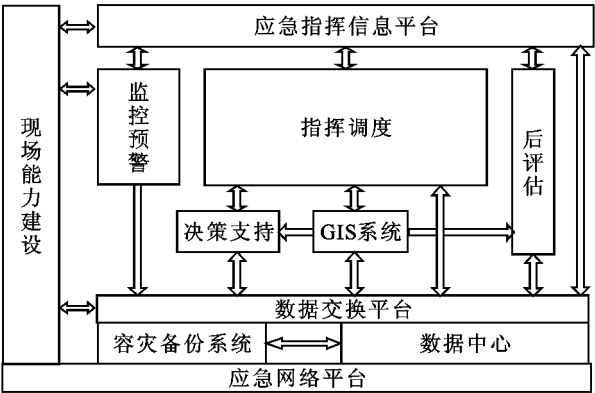 应急指挥信息平台
现场能力建设
监控预警
指挥调度
后评估
决策支持
GIS系统
数据交换平台
容灾备份系统
数据中心
应急网络平台